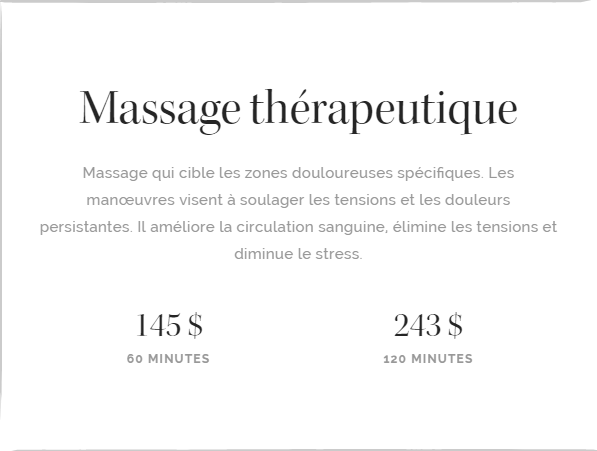 Massage thérapeutique
Massage qui cible les zones douloureuses spécifiques. Les
manœuvres visent à soulager les tensions et les douleurs
persistantes. Il améliore la circulation sanguine, élimine les tensions et
diminue le stress.
145 $ 243 $
60 MINUTES 120 MINUTES